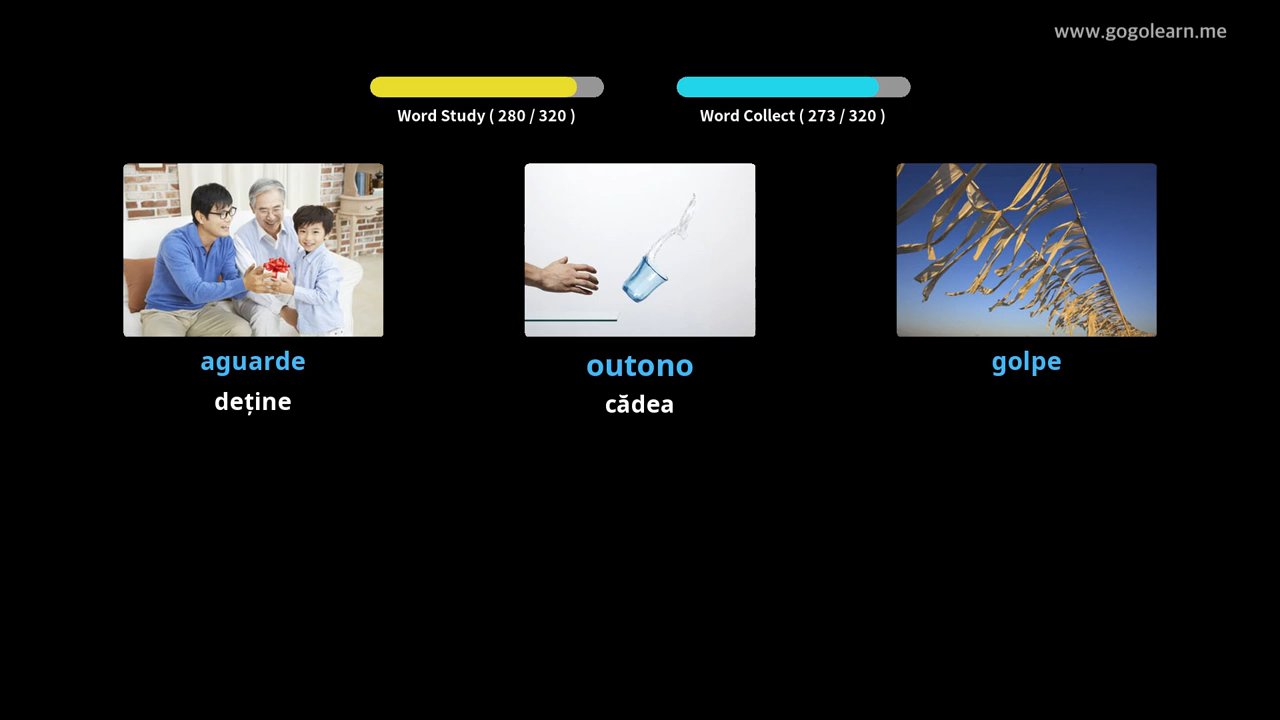 www.gogolearn.me
Word Study ( 280 / 320 )
Word Collect ( 273 / 320 )
aguarde
outono
golpe
deține
cădea